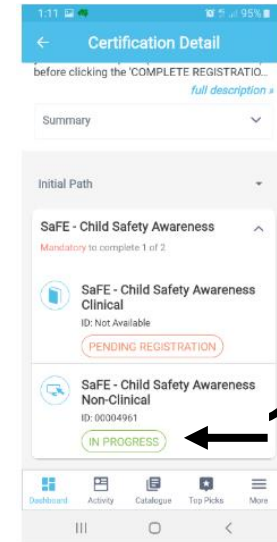 1:11 95%
Certification Detail
before clicking the 'COMPLETE REGISTRATIO...
full description »
Summary
Initial Path
SaFE - Child Safety Awareness
Mandatory to complete 1 of 2
SaFE - Child Safety Awareness
Clinical
ID: Not Available
PENDING REGISTRATION
SaFE - Child Safety Awareness
Non-Clinical
ID: 00004961
IN PROGRESS
Dashboard Activity Catalogue Top Picks More